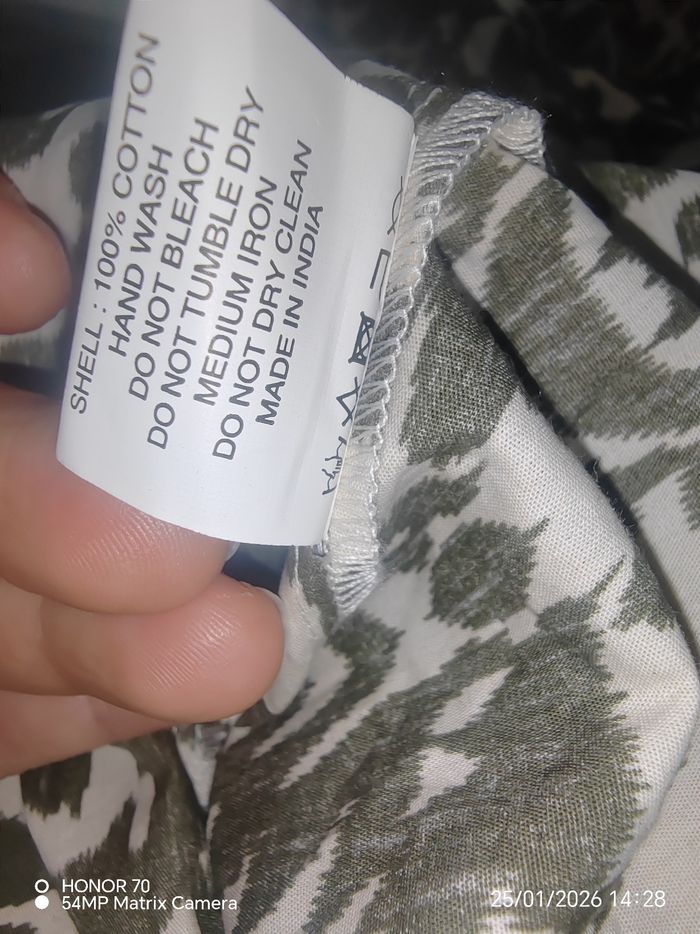 SHELL : 100% COTTON
HAND WASH
DO NOT BLEACH
DO NOT TUMBLE DRY
MEDIUM IRON
DO NOT DRY CLEAN
MADE IN INDIA
HONOR 70
54MP Matrix Camera
25/01/2026 14:28